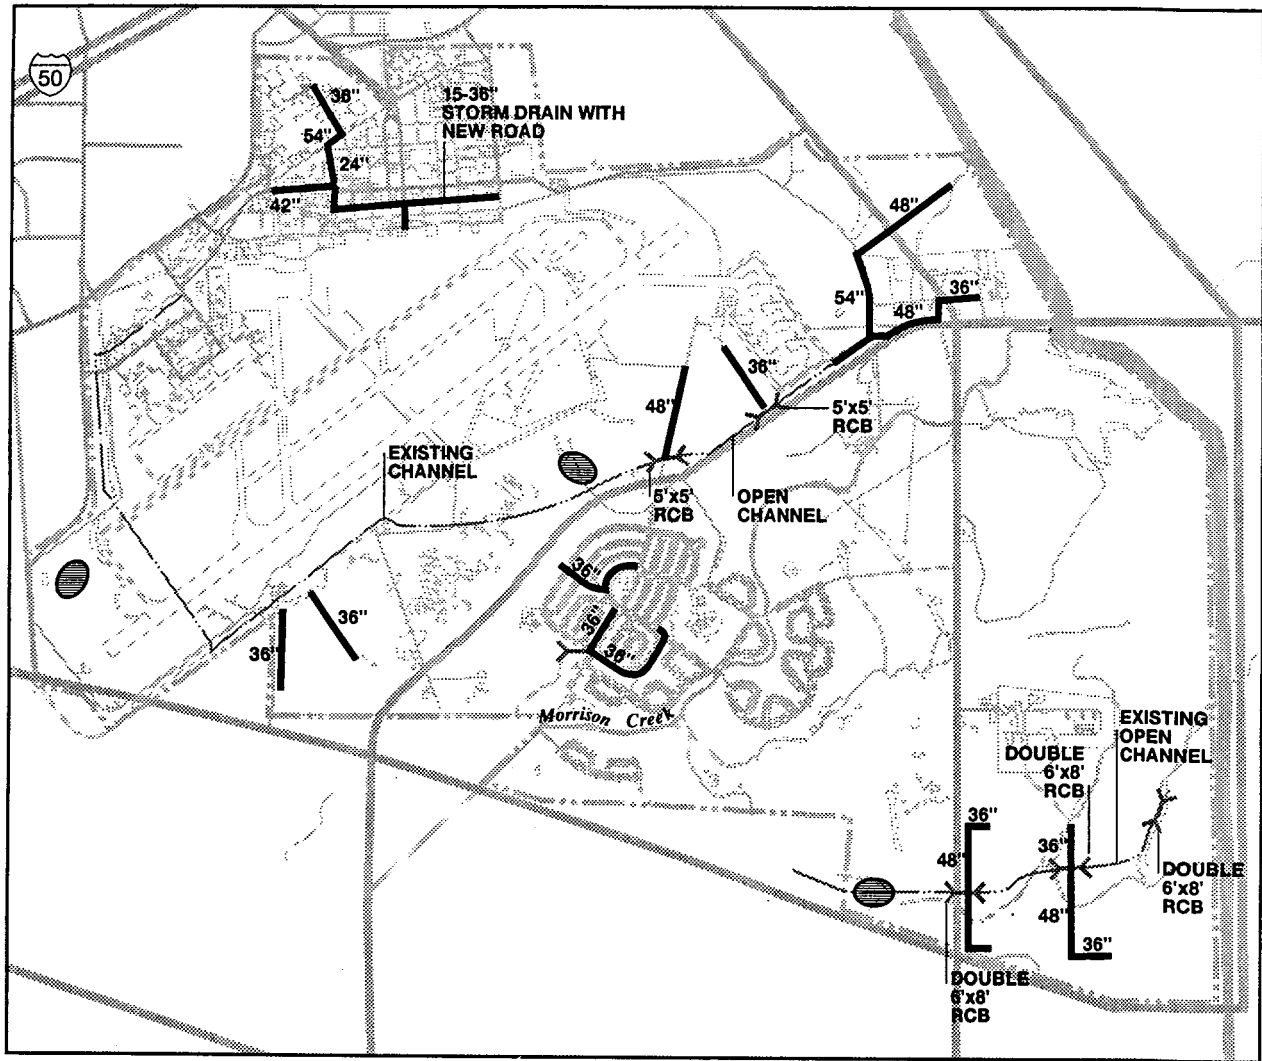 50
36"
54"
24"
42"
15-36"
STORM DRAIN WITH
NEW ROAD
48"
54"
48"
36"
36"
48"
5'x5'
RCB
EXISTING
CHANNEL
5'x5'
RCB
OPEN
CHANNEL
36"
36"
36"
36"
36"
Morrison Creek
EXISTING
OPEN
CHANNEL
DOUBLE
6'x8'
RCB
36"
48"
36"
48"
36"
DOUBLE
6'x8'
RCB
DOUBLE
6'x8'
RCB